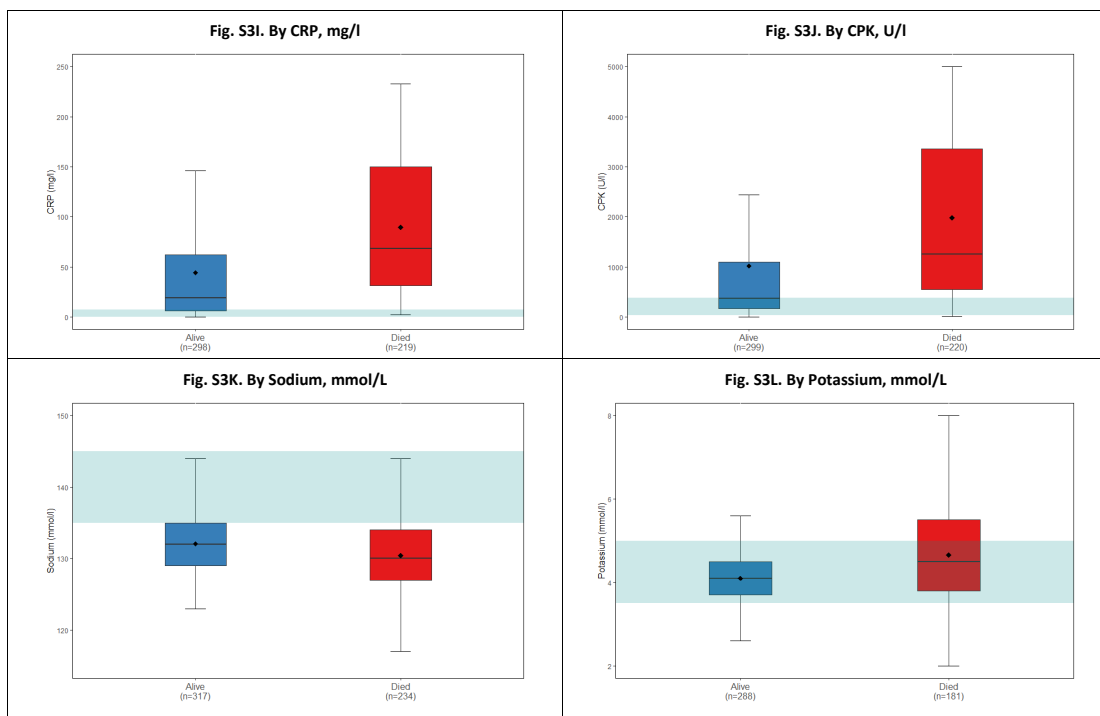 Fig. S3I. By CRP, mg/l
250
200
150
100
50
0
CRP (mg/l)
Alive
(n=298)
Died
(n=219)
Fig. S3J. By CPK, U/l
5000
4000
3000
2000
1000
0
CPK (U/l)
Alive
(n=299)
Died
(n=220)
Fig. S3K. By Sodium, mmol/L
150
140
130
120
Sodium (mmol/l)
Alive
(n=317)
Died
(n=234)
Fig. S3L. By Potassium, mmol/L
8
6
4
2
Potassium (mmol/l)
Alive
(n=288)
Died
(n=181)